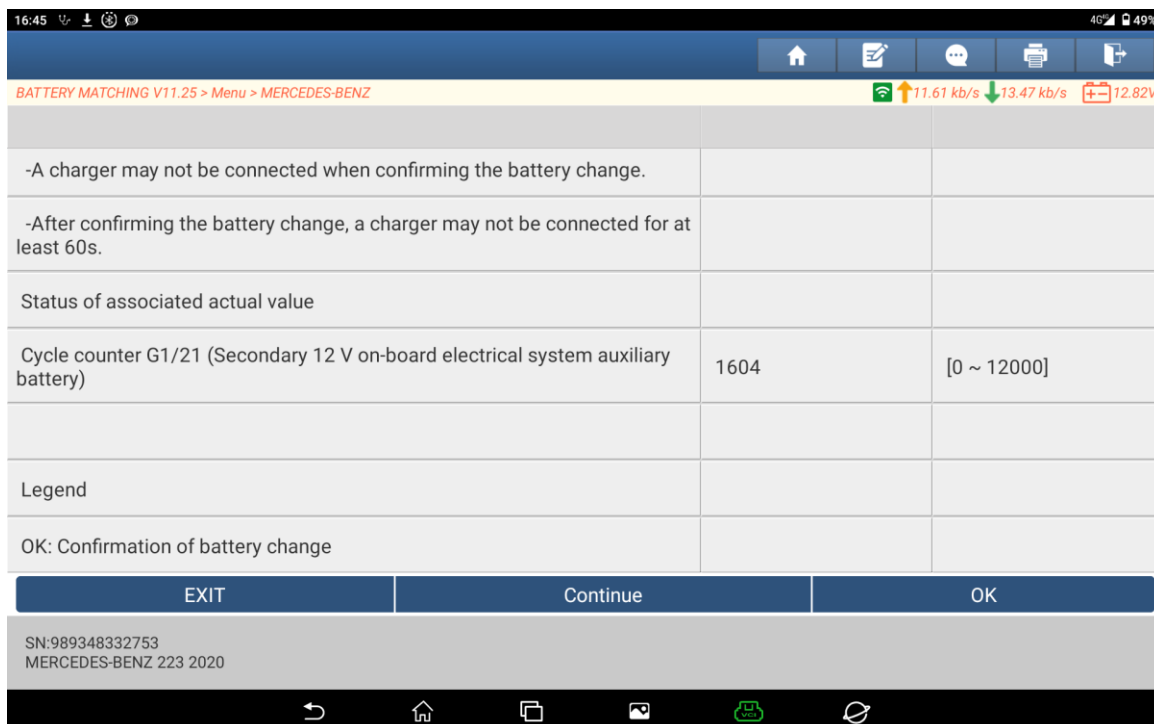 16:45
4G 49%
BATTERY MATCHING V11.25 > Menu > MERCEDES-BENZ
11.61 kb/s 13.47 kb/s 12.82V
-A charger may not be connected when confirming the battery change.
-After confirming the battery change, a charger may not be connected for at
least 60s.
Status of associated actual value
Cycle counter G1/21 (Secondary 12 V on-board electrical system auxiliary
battery)
1604
[0 ~ 12000]
Legend
OK: Confirmation of battery change
EXIT
Continue
OK
SN:989348332753
MERCEDES-BENZ 223 2020
VCI